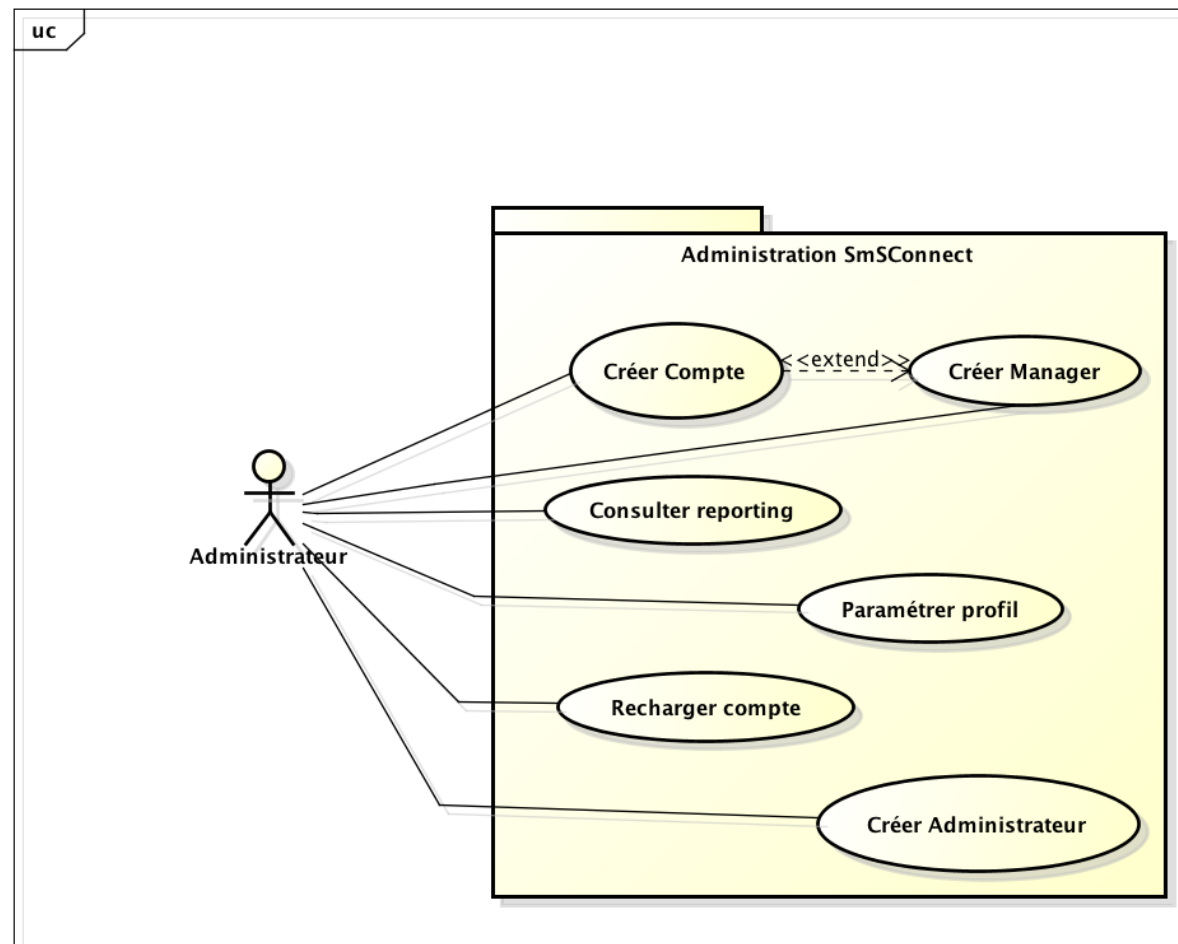 uc
Administration SmSConnect
Créer Compte
<<extend>>
Créer Manager
Consulter reporting
Administrateur
Paramétrer profil
Recharger compte
Créer Administrateur